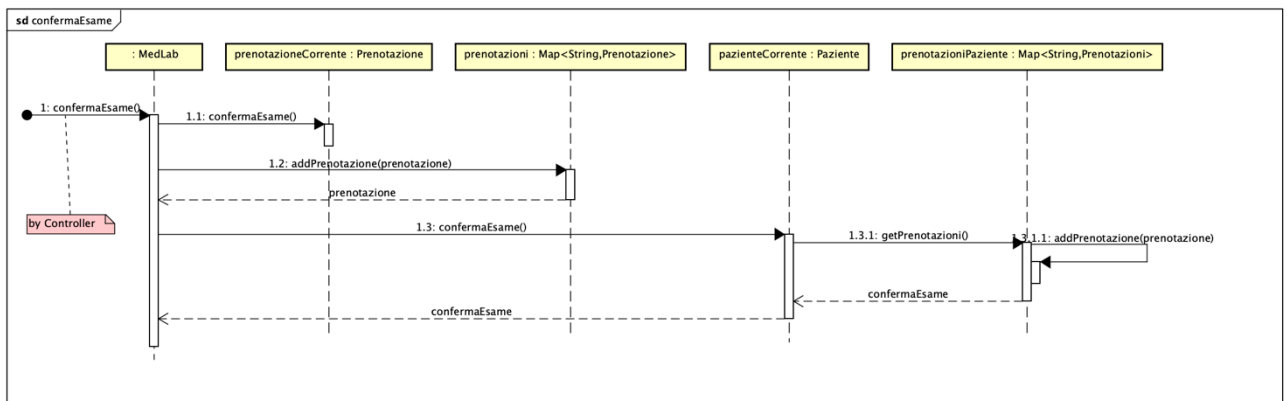 sd confermaEsame
: MedLab
prenotazioneCorrente : Prenotazione
prenotazioni : Map<String,Prenotazione>
pazienteCorrente : Paziente
prenotazioniPaziente : Map<String,Prenotazioni>
1: confermaEsame()
1.1: confermaEsame()
1.2: addPrenotazione(prenotazione)
prenotazione
by Controller
1.3: confermaEsame()
1.3.1: getPrenotazioni()
1.3.1.1: addPrenotazione(prenotazione)
confermaEsame
confermaEsame